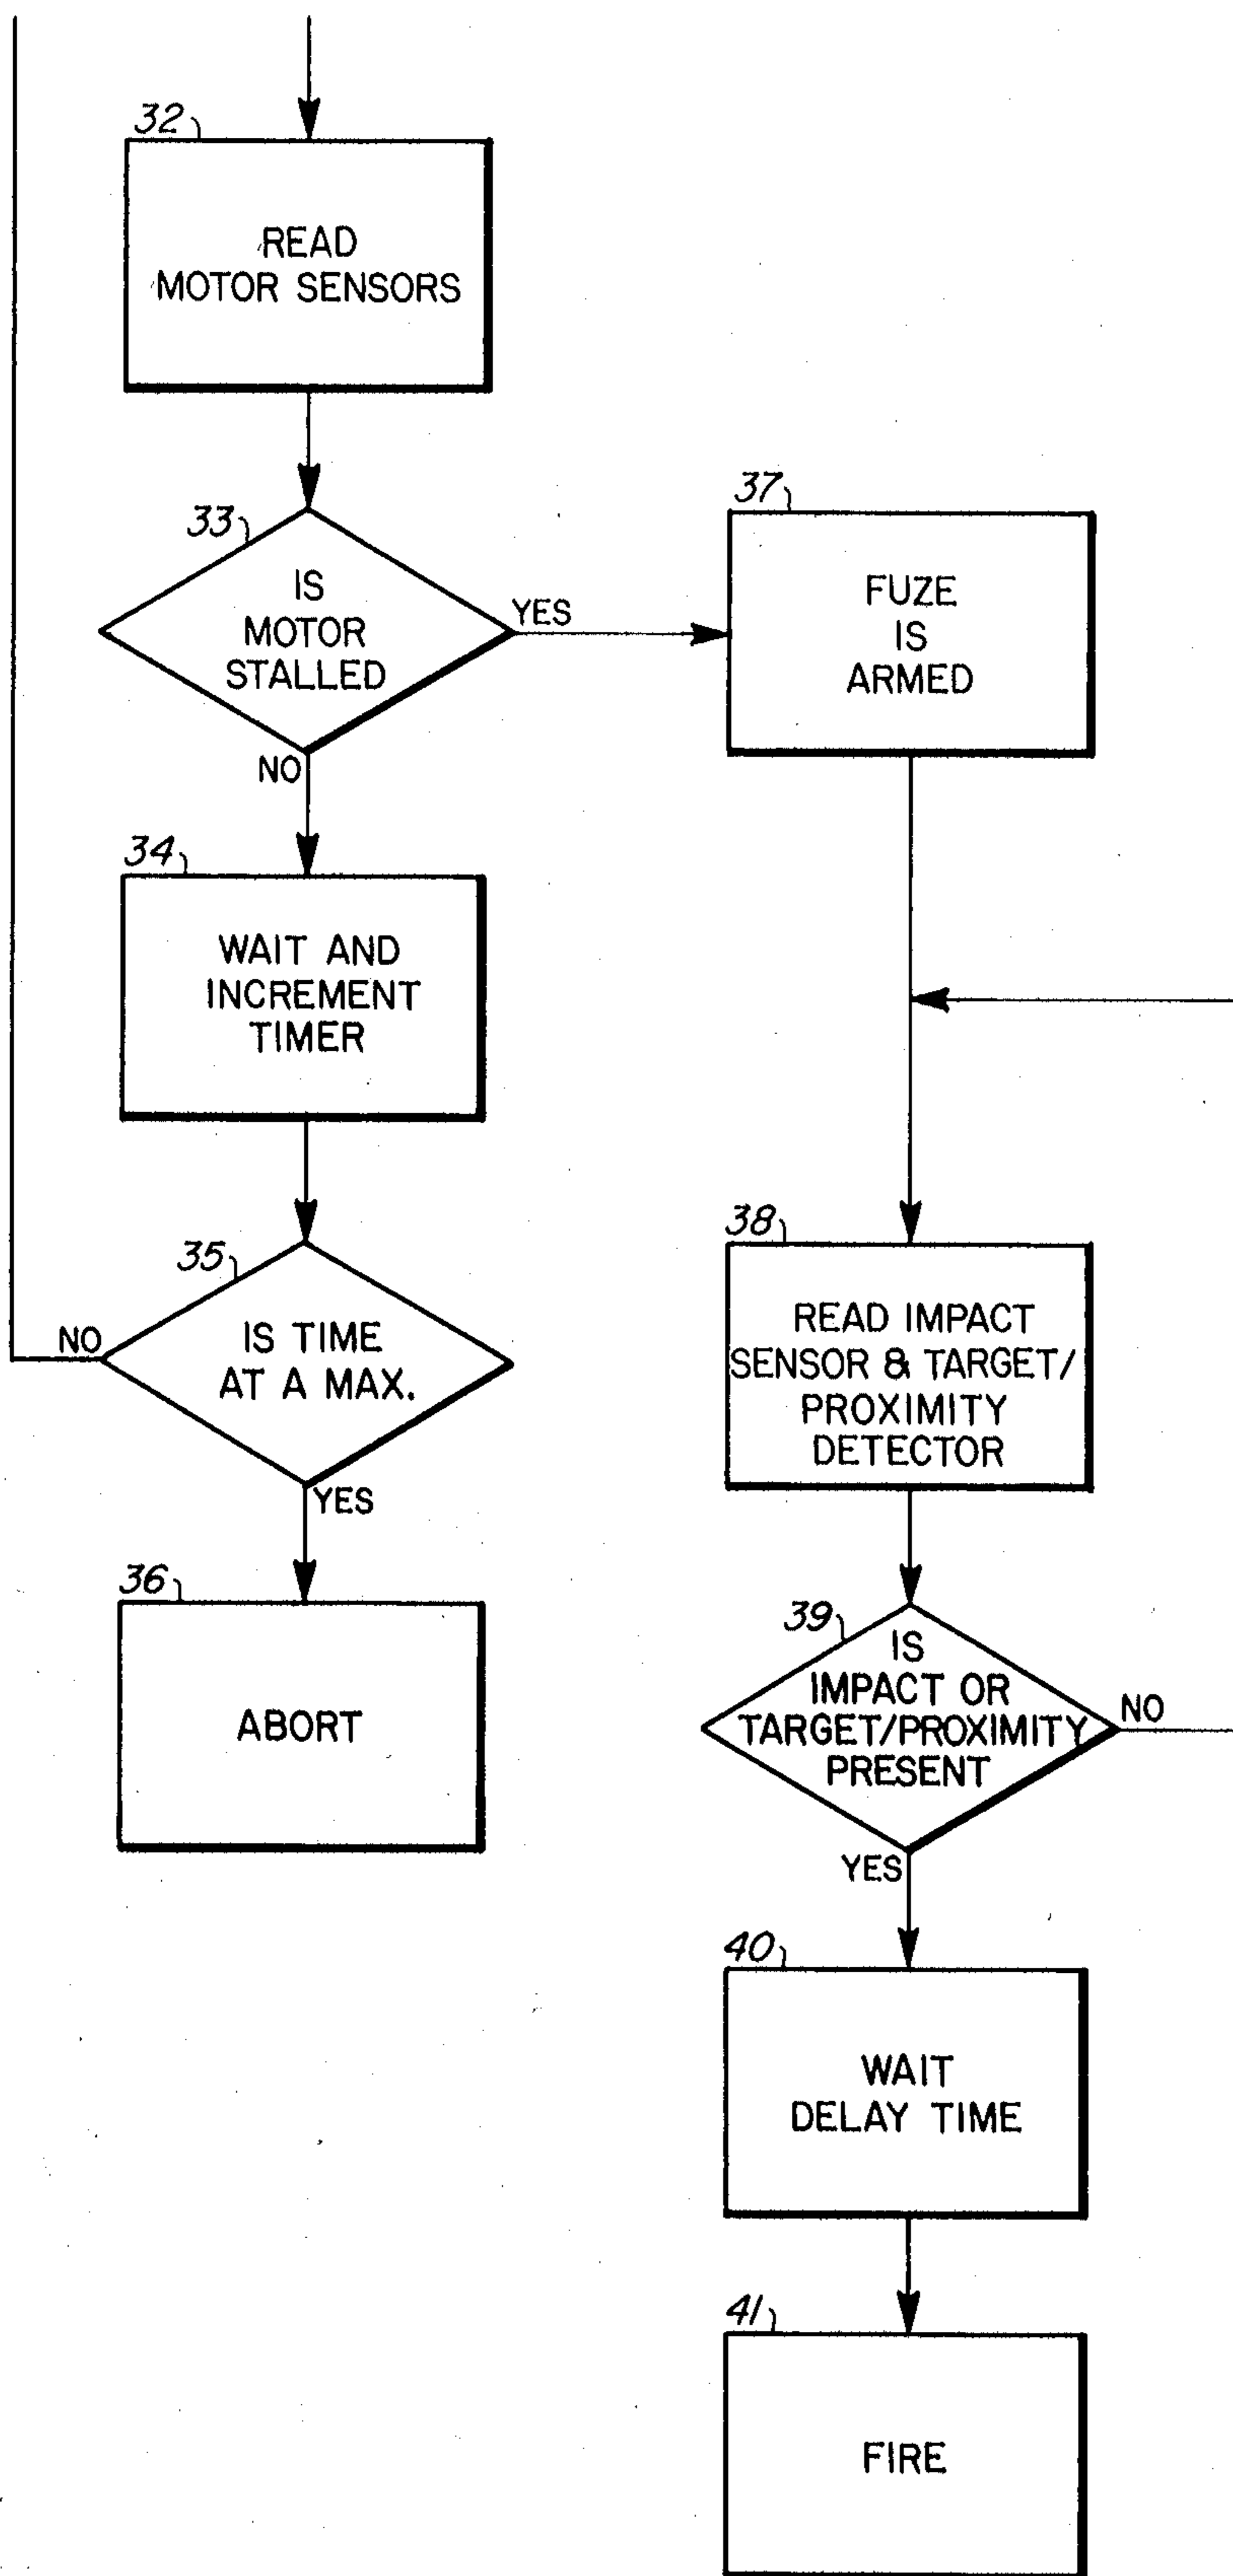 32
READ
MOTOR SENSORS
33
IS
MOTOR
STALLED
YES
NO
34
WAIT AND
INCREMENT
TIMER
35
IS TIME
AT A MAX.
NO
YES
36
ABORT
37
FUZE
IS
ARMED
38
READ IMPACT
SENSOR & TARGET/
PROXIMITY
DETECTOR
39
IS
IMPACT OR
TARGET/PROXIMITY
PRESENT
NO
YES
40
WAIT
DELAY TIME
41
FIRE